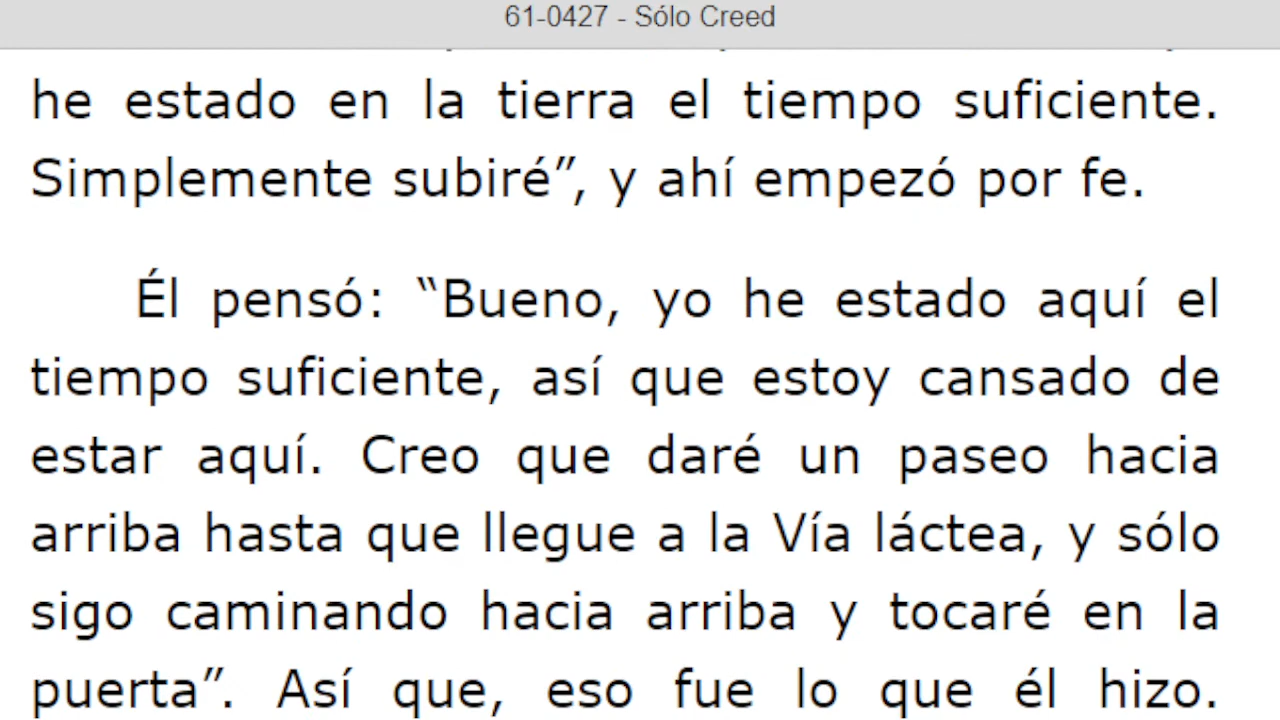 61-0427 - Sólo Creed
he estado en la tierra el tiempo suficiente.
Simplemente subiré”, y ahí empezó por fe.
Él pensó: “Bueno, yo he estado aquí el
tiempo suficiente, así que estoy cansado de
estar aquí. Creo que daré un paseo hacia
arriba hasta que llegue a la Vía láctea, y sólo
sigo caminando hacia arriba y tocaré en la
puerta”. Así que, eso fue lo que él hizo.